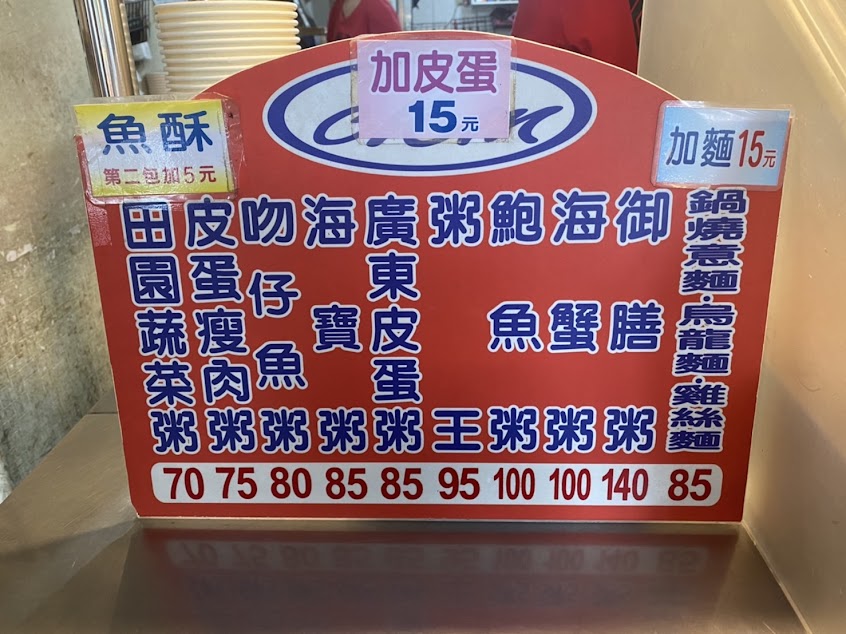 加皮蛋
15元
魚酥
第二包加5元
加麵15元
田園蔬菜粥
皮蛋瘦肉粥
吻仔魚粥
海寶粥
廣東皮蛋粥
粥王
鮑魚粥
海蟹粥
御膳粥
鍋燒意麵·烏龍麵·雞絲麵
70 75 80 85 85 95 100 100 140 85